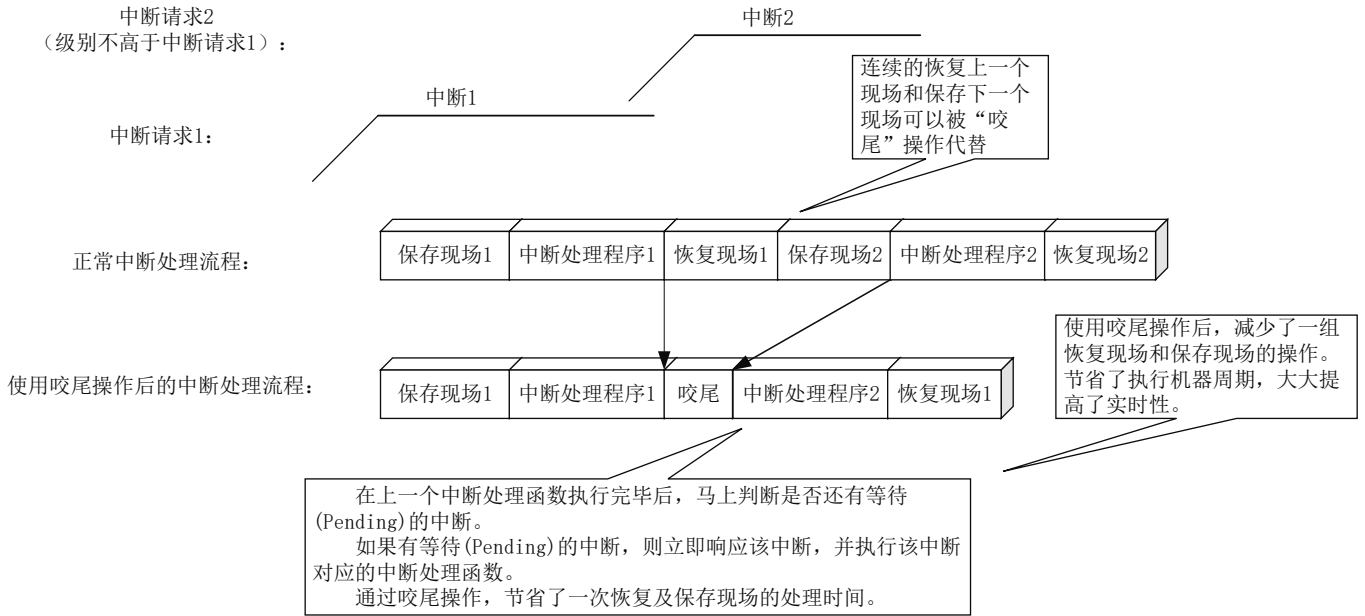 中断请求2
（级别不高于中断请求1）：
中断2
连续的恢复上一个
现场和保存下一个
现场可以被“咬
尾”操作代替
中断1
中断请求1：
正常中断处理流程：
保存现场1
中断处理程序1
恢复现场1
保存现场2
中断处理程序2
恢复现场2
使用咬尾操作后，减少了一组
恢复现场和保存现场的操作。
节省了执行机器周期，大大提
高了实时性。
使用咬尾操作后的中断处理流程：
保存现场1
中断处理程序1
咬尾
中断处理程序2
恢复现场1
在上一个中断处理函数执行完毕后，马上判断是否还有等待
(Pending)的中断。
如果有等待(Pending)的中断，则立即响应该中断，并执行该中断
对应的中断处理函数。
通过咬尾操作，节省了一次恢复及保存现场的处理时间。